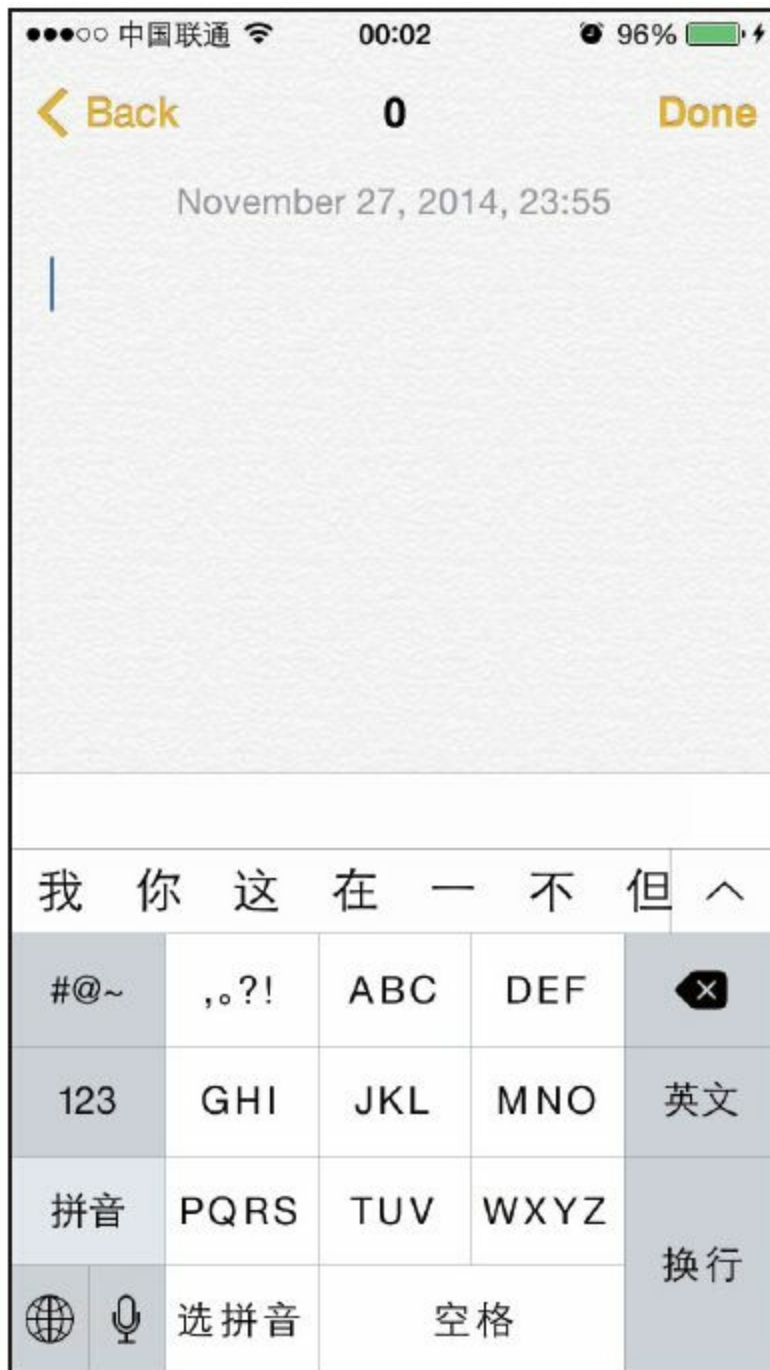 中国联通 00:02 96%
Back 0 Done
November 27, 2014, 23:55
我 你 这 在 一 不 但
#@~ ,。?! ABC DEF
123 GHI JKL MNO 英文
拼音 PQRS TUV WXYZ
换行
选拼音 空格